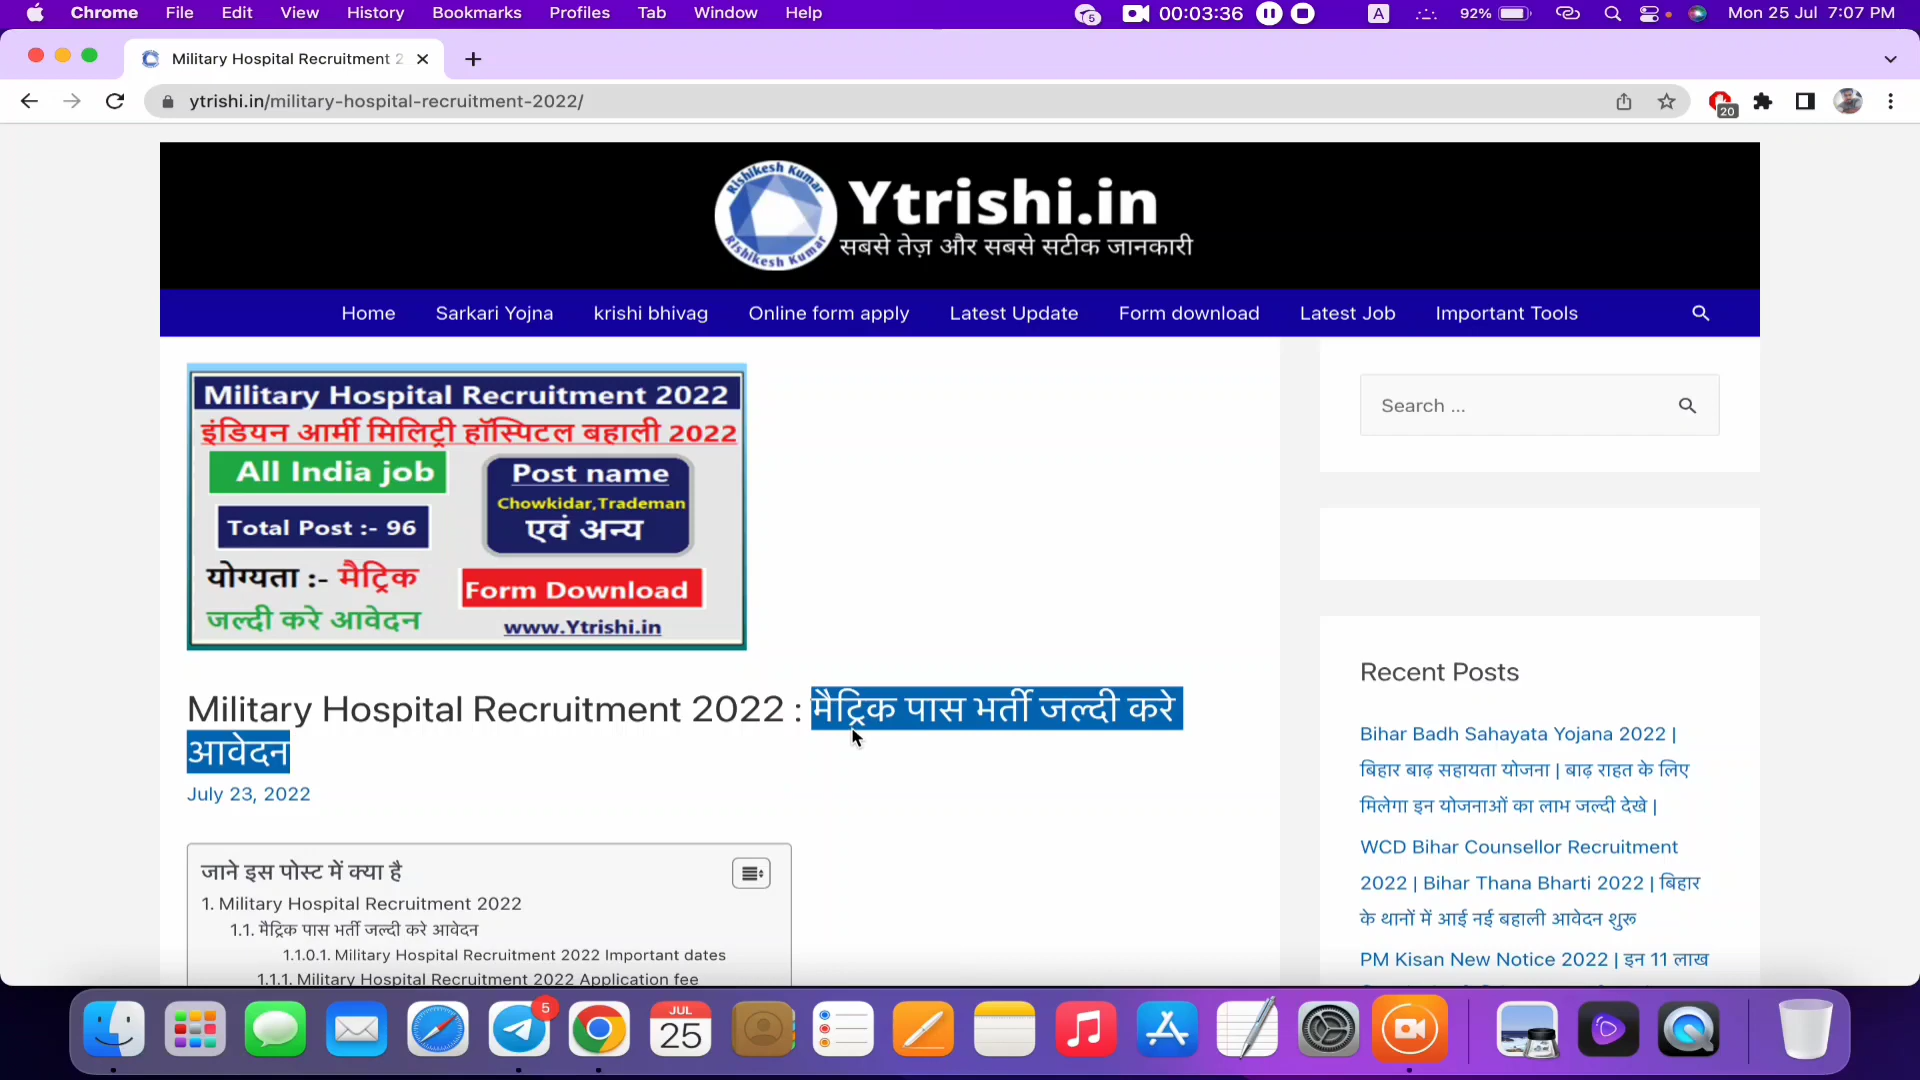 Chrome File Edit View History Bookmarks Profiles Tab Window Help 5 00:03:36 A 92% Mon 25 Jul 7:07 PM
Military Hospital Recruitment 2
ytrishi.in/military-hospital-recruitment-2022/ 20
Rishikesh Kumar
Rishikesh Kumar
Ytrishi.in
सबसे तेज़ और सबसे सटीक जानकारी
Home Sarkari Yojna krishi bhivag Online form apply Latest Update Form download Latest Job Important Tools
Military Hospital Recruitment 2022
इंडियन आर्मी मिलिट्री हॉस्पिटल बहाली 2022
All India job
Post name
Chowkidar,Trademan
एवं अन्य
Total Post :- 96
योग्यता :- मैट्रिक
Form Download
जल्दी करे आवेदन
www.Ytrishi.in
Military Hospital Recruitment 2022 : मैट्रिक पास भर्ती जल्दी करे
आवेदन
July 23, 2022
जाने इस पोस्ट में क्या है
1. Military Hospital Recruitment 2022
1.1. मैट्रिक पास भर्ती जल्दी करे आवेदन
1.1.0.1. Military Hospital Recruitment 2022 Important dates
1.1.1. Military Hospital Recruitment 2022 Application fee
Search ...
Recent Posts
Bihar Badh Sahayata Yojana 2022 |
बिहार बाढ़ सहायता योजना | बाढ़ राहत के लिए
मिलेगा इन योजनाओं का लाभ जल्दी देखे |
WCD Bihar Counsellor Recruitment
2022 | Bihar Thana Bharti 2022 | बिहार
के थानों में आई नई बहाली आवेदन शुरू
PM Kisan New Notice 2022 | इन 11 लाख
5
JUL
25